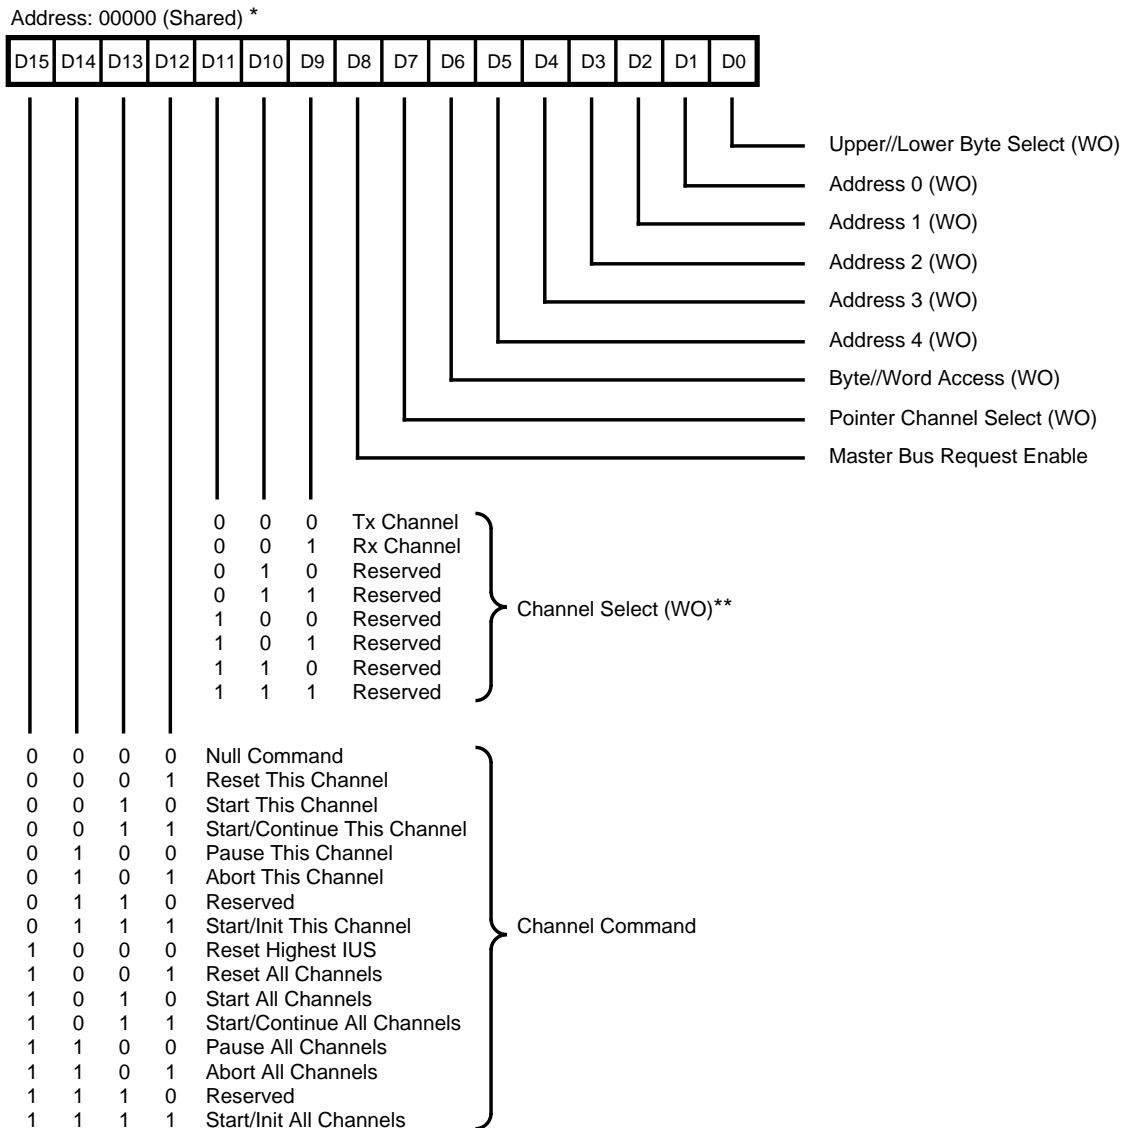 Address: 00000 (Shared) *
D15 D14 D13 D12 D11 D10 D9 D8 D7 D6 D5 D4 D3 D2 D1 D0
Upper//Lower Byte Select (WO)
Address 0 (WO)
Address 1 (WO)
Address 2 (WO)
Address 3 (WO)
Address 4 (WO)
Byte//Word Access (WO)
Pointer Channel Select (WO)
Master Bus Request Enable
0 0 0 Tx Channel
0 0 1 Rx Channel
0 1 0 Reserved
0 1 1 Reserved
1 0 0 Reserved
1 0 1 Reserved
1 1 0 Reserved
1 1 1 Reserved
Channel Select (WO)**
0 0 0 0 Null Command
0 0 0 1 Reset This Channel
0 0 1 0 Start This Channel
0 0 1 1 Start/Continue This Channel
0 1 0 0 Pause This Channel
0 1 0 1 Abort This Channel
0 1 1 0 Reserved
0 1 1 1 Start/Init This Channel
1 0 0 0 Reset Highest IUS
1 0 0 1 Reset All Channels
1 0 1 0 Start All Channels
1 0 1 1 Start/Continue All Channels
1 1 0 0 Pause All Channels
1 1 0 1 Abort All Channels
1 1 1 0 Reserved
1 1 1 1 Start/Init All Channels
Channel Command